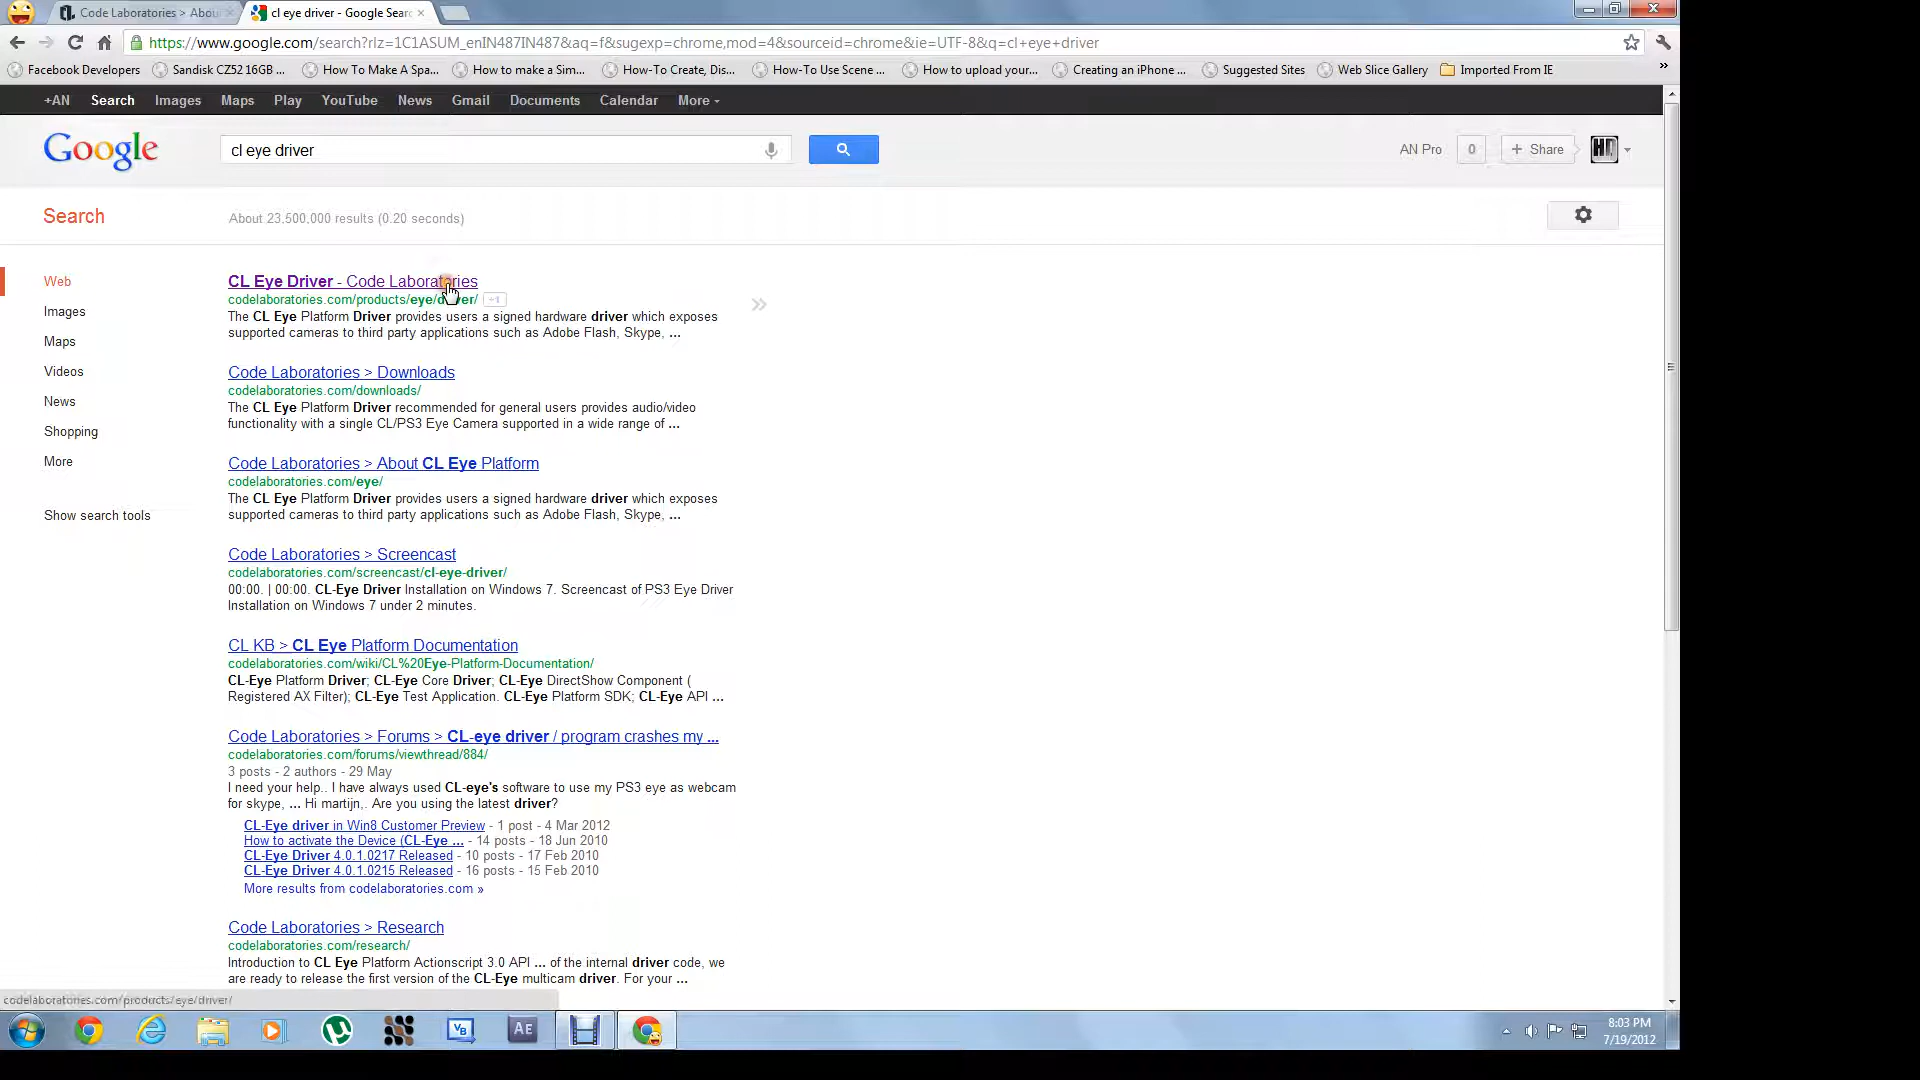 Code Laboratories > Abou
cl eye driver - Google Sear
https://www.google.com/search?rlz=1C1ASUM_enIN487IN487&aq=f&sugexp=chrome,mod=4&sourceid=chrome&ie=UTF-8&q=cl+eye+driver
Facebook Developers
Sandisk CZ52 16GB ...
How To Make A Spa...
How to make a Sim...
How-To Create, Dis...
How-To Use Scene ...
How to upload your...
Creating an iPhone ...
Suggested Sites
Web Slice Gallery
Imported From IE
»
+AN Search Images Maps Play YouTube News Gmail Documents Calendar More
Google
cl eye driver
AN Pro
0
+ Share
HD
Search
About 23,500,000 results (0.20 seconds)
Web
Images
Maps
Videos
News
Shopping
More
Show search tools
CL Eye Driver - Code Laboratories
codelaboratories.com/products/eye/driver/ +1
The CL Eye Platform Driver provides users a signed hardware driver which exposes
supported cameras to third party applications such as Adobe Flash, Skype, ...
Code Laboratories > Downloads
codelaboratories.com/downloads/
The CL Eye Platform Driver recommended for general users provides audio/video
functionality with a single CL/PS3 Eye Camera supported in a wide range of ...
Code Laboratories > About CL Eye Platform
codelaboratories.com/eye/
The CL Eye Platform Driver provides users a signed hardware driver which exposes
supported cameras to third party applications such as Adobe Flash, Skype, ...
Code Laboratories > Screencast
codelaboratories.com/screencast/cl-eye-driver/
00:00. | 00:00. CL-Eye Driver Installation on Windows 7. Screencast of PS3 Eye Driver
Installation on Windows 7 under 2 minutes.
CL KB > CL Eye Platform Documentation
codelaboratories.com/wiki/CL%20Eye-Platform-Documentation/
CL-Eye Platform Driver; CL-Eye Core Driver; CL-Eye DirectShow Component (
Registered AX Filter); CL-Eye Test Application. CL-Eye Platform SDK; CL-Eye API ...
Code Laboratories > Forums > CL-eye driver / program crashes my ...
codelaboratories.com/forums/viewthread/884/
3 posts - 2 authors - 29 May
I need your help.. I have always used CL-eye's software to use my PS3 eye as webcam
for skype, ... Hi martijn,. Are you using the latest driver?
CL-Eye driver in Win8 Customer Preview - 1 post - 4 Mar 2012
How to activate the Device (CL-Eye ... - 14 posts - 18 Jun 2010
CL-Eye Driver 4.0.1.0217 Released - 10 posts - 17 Feb 2010
CL-Eye Driver 4.0.1.0215 Released - 16 posts - 15 Feb 2010
More results from codelaboratories.com »
Code Laboratories > Research
codelaboratories.com/research/
Introduction to CL Eye Platform Actionscript 3.0 API ... of the internal driver code, we
are ready to release the first version of the CL-Eye multicam driver. For your ...
codelaboratories.com/products/eye/driver/
VB
AE
8:03 PM
7/19/2012